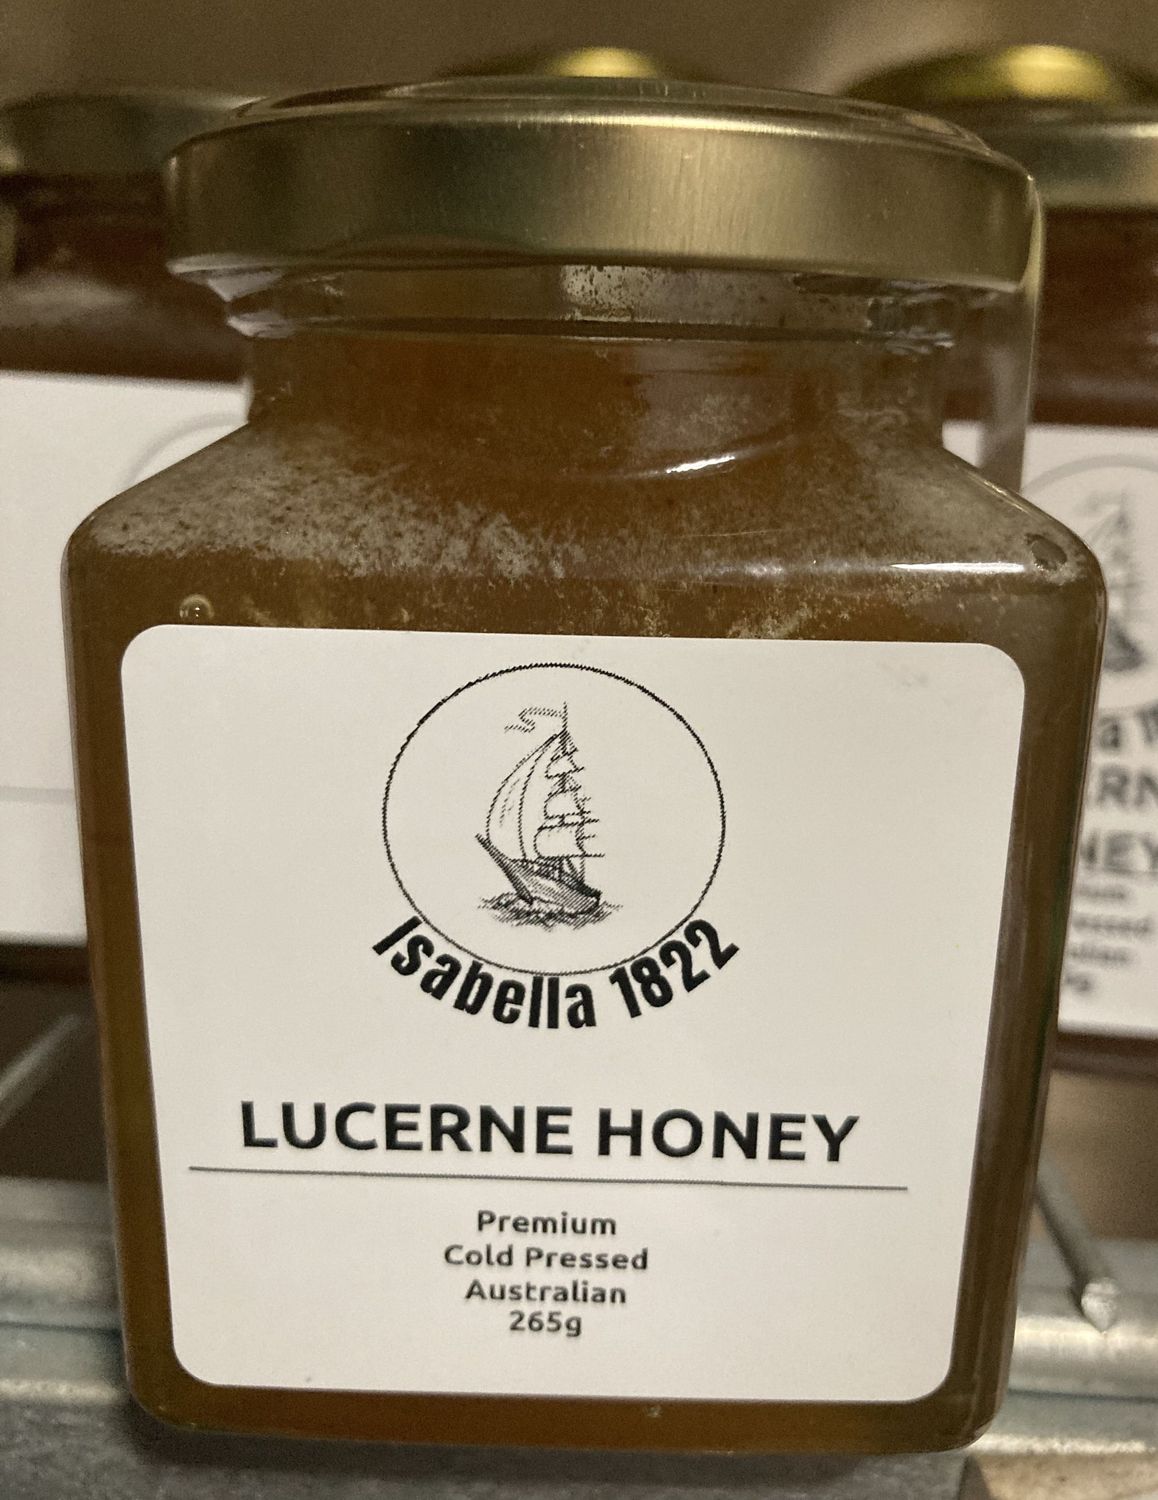 Isabella 1822
LUCERNE HONEY
Premium
Cold Pressed
Australian
265g